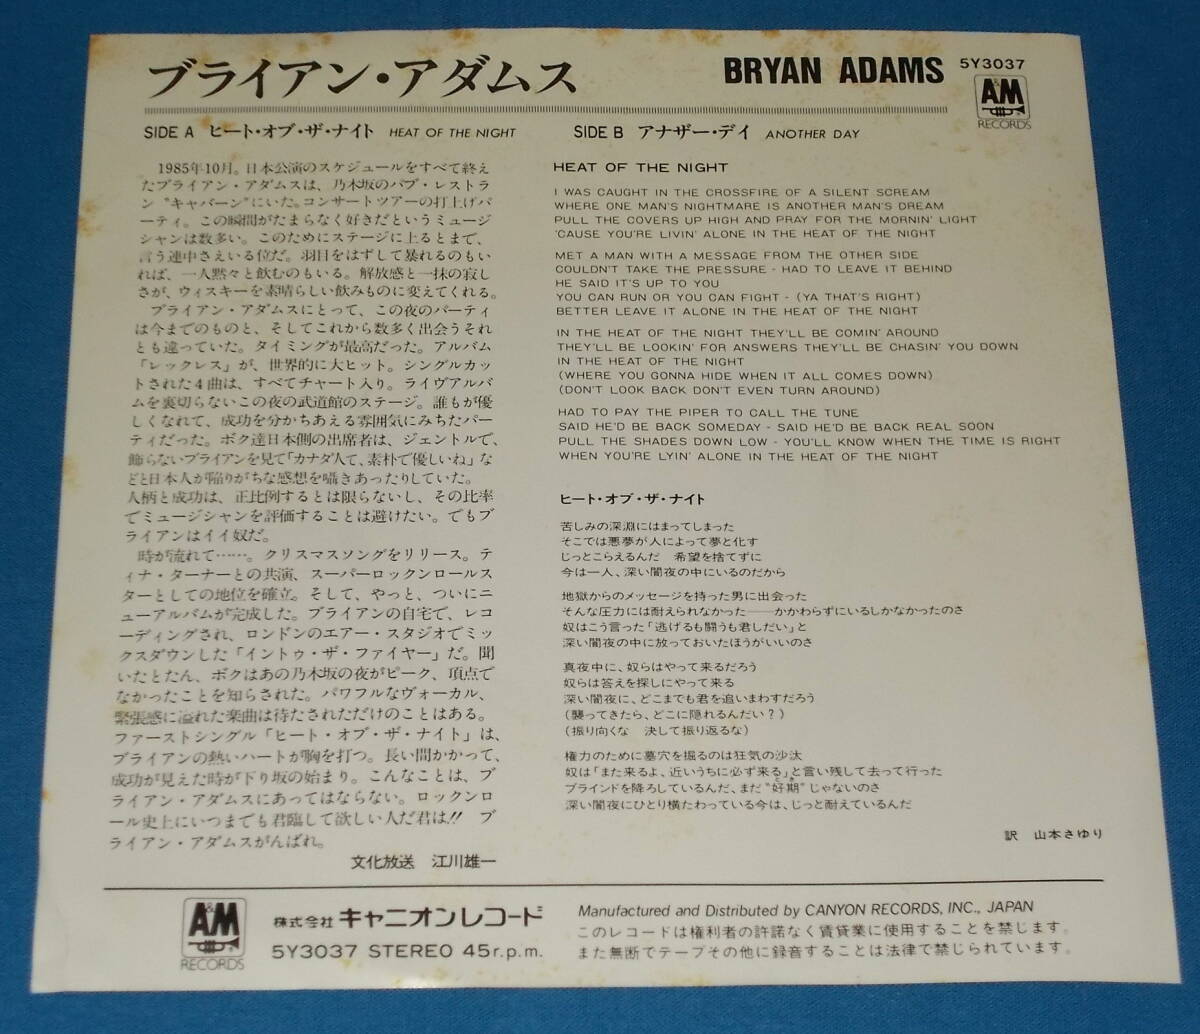 ブライアン・アダムス
BRYAN ADAMS
5Y3037
A&M
RECORDS
SIDE A ヒート・オブ・ザ・ナイト HEAT OF THE NIGHT
SIDE B アナザー・デイ ANOTHER DAY
1985年10月。日本公演のスケジュールをすべて終え
たブライアン・アダムスは、乃木坂のパブ・レストラ
ン〝キャバーン〟にいた。コンサートツアーの打上げパ
ーティ。この瞬間がたまらなく好きだというミュージ
シャンは数多い。このためにステージに上るとまで、
言う連中さえいる位だ。羽目をはずして暴れるのもい
れば、一人黙々と飲むのもいる。解放感と一抹の寂し
さが、ウィスキーを素晴らしい飲みものに変えてくれる。
ブライアン・アダムスにとって、この夜のパーティ
は今までのものと、そしてこれから数多く出会うそれ
とも違っていた。タイミングが最高だった。アルバム
「レックレス」が、世界的に大ヒット。シングルカッ
トされた4曲は、すべてチャート入り。ライヴアルバ
ムを裏切らないこの夜の武道館のステージ。誰もが優
しくなれて、成功を分かちあえる雰囲気にみちたパー
ティだった。ボク達日本側の出席者は、ジェントルで、
飾らないブライアンを見て「カナダ人て、素朴で優しいね」な
どと日本人が陥りがちな感想を囁きあったりしていた。
人柄と成功は、正比例するとは限らないし、その比率
でミュージシャンを評価することは避けたい。でもブ
ライアンはイイ奴だ。
時が流れて……。クリスマスソングをリリース。テ
ィナ・ターナーとの共演、スーパーロックンロールス
ターとしての地位を確立。そして、やっと、ついにニ
ューアルバムが完成した。ブライアンの自宅で、レコ
ーディングされ、ロンドンのエアー・スタジオでミッ
クスダウンした「イントゥ・ザ・ファイヤー」だ。聞
いたとたん、ボクはあの乃木坂の夜がピーク、頂点で
なかったことを知らされた。パワフルなヴォーカル、
緊張感に溢れた楽曲は待たされただけのことはある。
ファーストシングル「ヒート・オブ・ザ・ナイト」は、
ブライアンの熱いハートが胸を打つ。長い間かかって、
成功が見えた時が下り坂の始まり。こんなことは、ブ
ライアン・アダムスにあってはならない。ロックンロ
ール史上にいつまでも君臨して欲しい人だ君は!! ブ
ライアン・アダムスがんばれ。
文化放送 江川雄一
HEAT OF THE NIGHT
I WAS CAUGHT IN THE CROSSFIRE OF A SILENT SCREAM
WHERE ONE MAN'S NIGHTMARE IS ANOTHER MAN'S DREAM
PULL THE COVERS UP HIGH AND PRAY FOR THE MORNIN' LIGHT
'CAUSE YOU'RE LIVIN' ALONE IN THE HEAT OF THE NIGHT
MET A MAN WITH A MESSAGE FROM THE OTHER SIDE
COULDN'T TAKE THE PRESSURE - HAD TO LEAVE IT BEHIND
HE SAID IT'S UP TO YOU
YOU CAN RUN OR YOU CAN FIGHT - (YA THAT'S RIGHT)
BETTER LEAVE IT ALONE IN THE HEAT OF THE NIGHT
IN THE HEAT OF THE NIGHT THEY'LL BE COMIN' AROUND
THEY'LL BE LOOKIN' FOR ANSWERS THEY'LL BE CHASIN' YOU DOWN
IN THE HEAT OF THE NIGHT
(WHERE YOU GONNA HIDE WHEN IT ALL COMES DOWN)
(DON'T LOOK BACK DON'T EVEN TURN AROUND)
HAD TO PAY THE PIPER TO CALL THE TUNE
SAID HE'D BE BACK SOMEDAY - SAID HE'D BE BACK REAL SOON
PULL THE SHADES DOWN LOW - YOU'LL KNOW WHEN THE TIME IS RIGHT
WHEN YOU'RE LYIN' ALONE IN THE HEAT OF THE NIGHT
ヒート・オブ・ザ・ナイト
苦しみの深淵にはまってしまった
そこでは悪夢が人によって夢と化す
じっとこらえるんだ 希望を捨てずに
今は一人、深い闇夜の中にいるのだから
地獄からのメッセージを持った男に出会った
そんな圧力には耐えられなかった——かかわらずにいるしかなかったのさ
奴はこう言った「逃げるも闘うも君しだい」と
深い闇夜の中に放っておいたほうがいいのさ
真夜中に、奴らはやって来るだろう
奴らは答えを探しにやって来る
深い闇夜に、どこまでも君を追いまわすだろう
(襲ってきたら、どこに隠れるんだい?)
(振り向くな 決して振り返るな)
権力のために墓穴を掘るのは狂気の沙汰
奴は「また来るよ、近いうちに必ず来る」と言い残して去って行った
ブラインドを降ろしているんだ、まだ〝好期〟じゃないのさ
深い闇夜にひとり横たわっている今は、じっと耐えているんだ
訳 山本さゆり
A&M
RECORDS
株式会社 キャニオンレコード
5Y3037 STEREO 45r.p.m.
Manufactured and Distributed by CANYON RECORDS, INC., JAPAN
このレコードは権利者の許諾なく賃貸業に使用することを禁じます。
また無断でテープその他に録音することは法律で禁じられています。